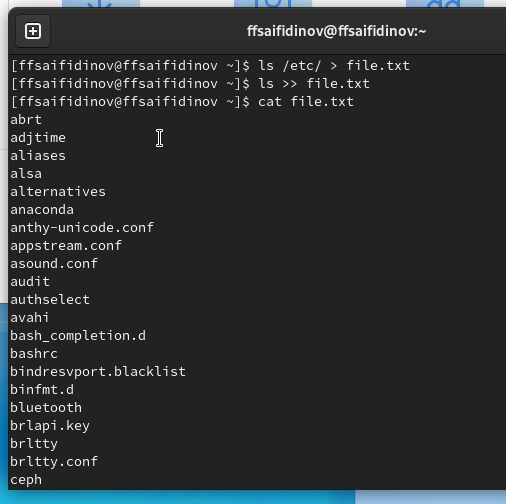 ffsaifidinov@ffsaifidinov:~
[ffsaifidinov@ffsaifidinov ~]$ ls /etc/ > file.txt
[ffsaifidinov@ffsaifidinov ~]$ ls >> file.txt
[ffsaifidinov@ffsaifidinov ~]$ cat file.txt
abrt
adjtime
aliases
alsa
alternatives
anaconda
anthy-unicode.conf
appstream.conf
asound.conf
audit
authselect
avahi
bash_completion.d
bashrc
bindresvport.blacklist
binfmt.d
bluetooth
brlapi.key
brltty
brltty.conf
ceph